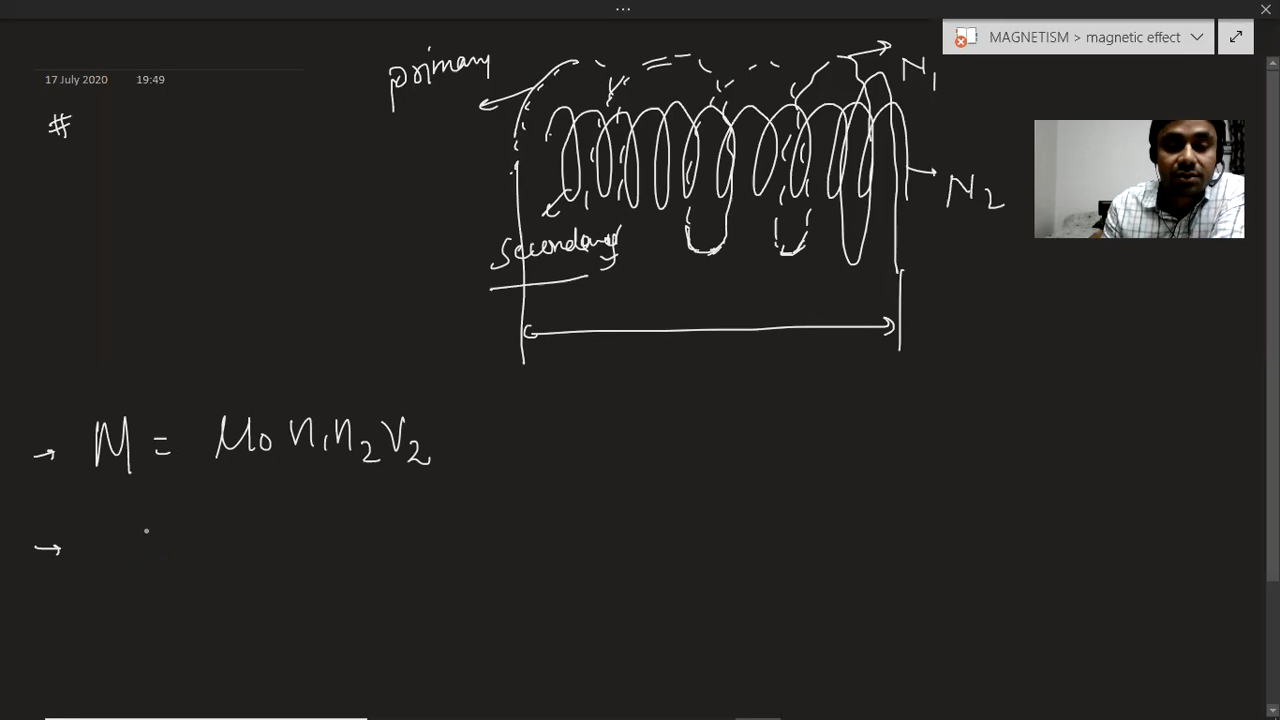 MAGNETISM > magnetic effect
17 July 2020 19:49
primary
N1
#
N2
Secondary
→ M = μ0 n1n2V2
→